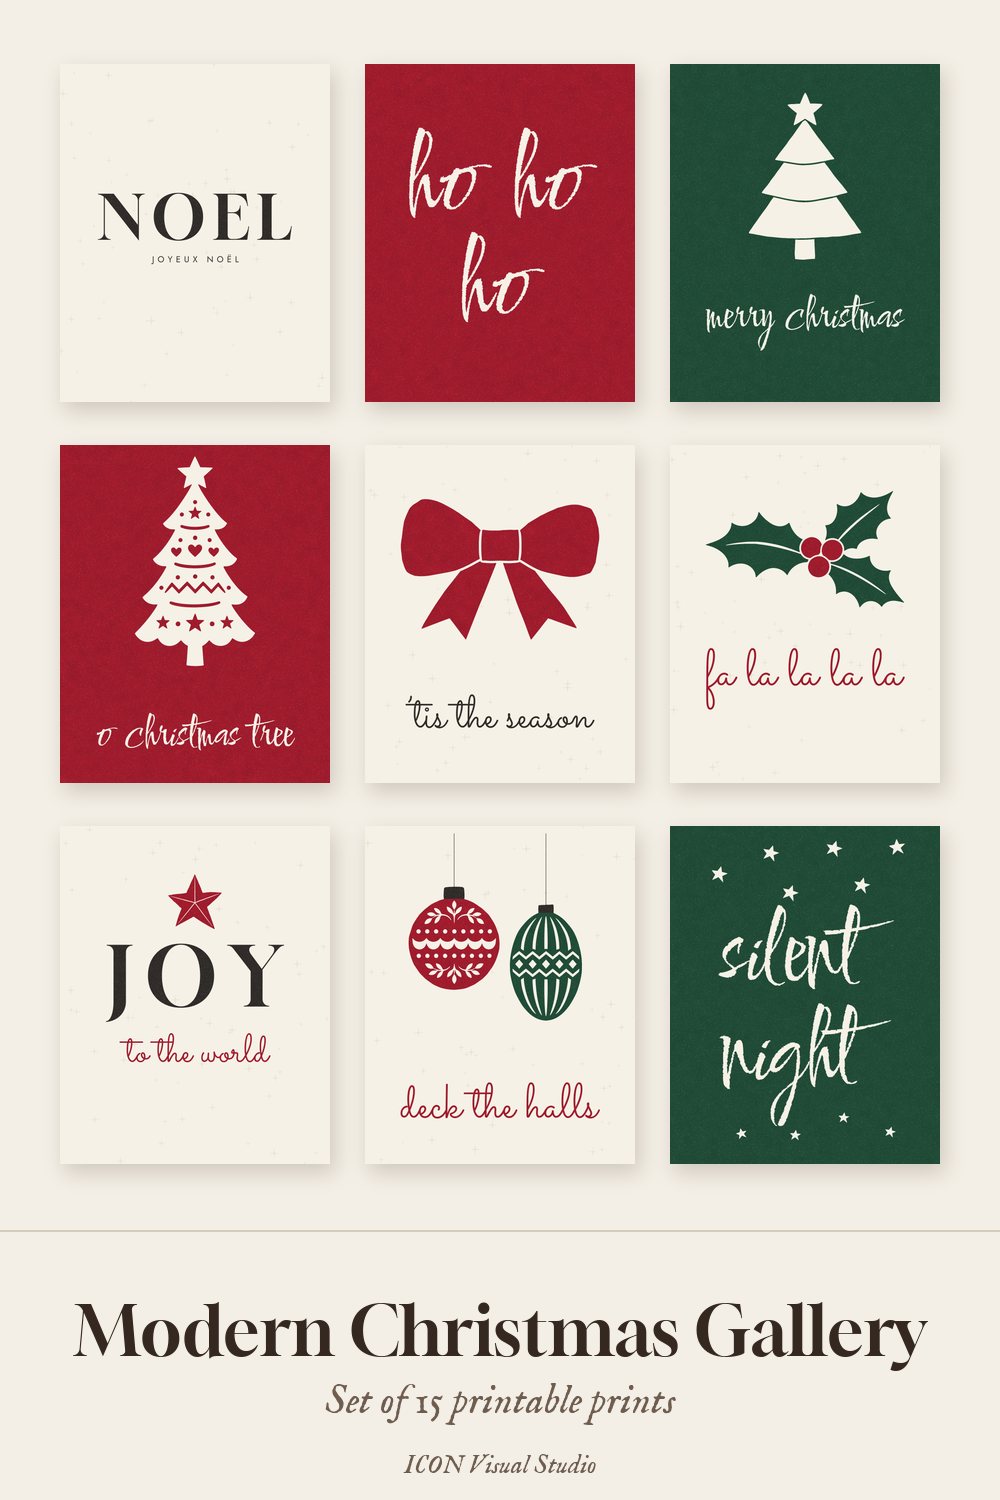 NOEL
JOYEUX NOËL
ho ho
ho
merry christmas
o christmas tree
'tis the season
fa la la la la
JOY
to the world
deck the halls
silent
night
Modern Christmas Gallery
Set of 15 printable prints
ICON Visual Studio